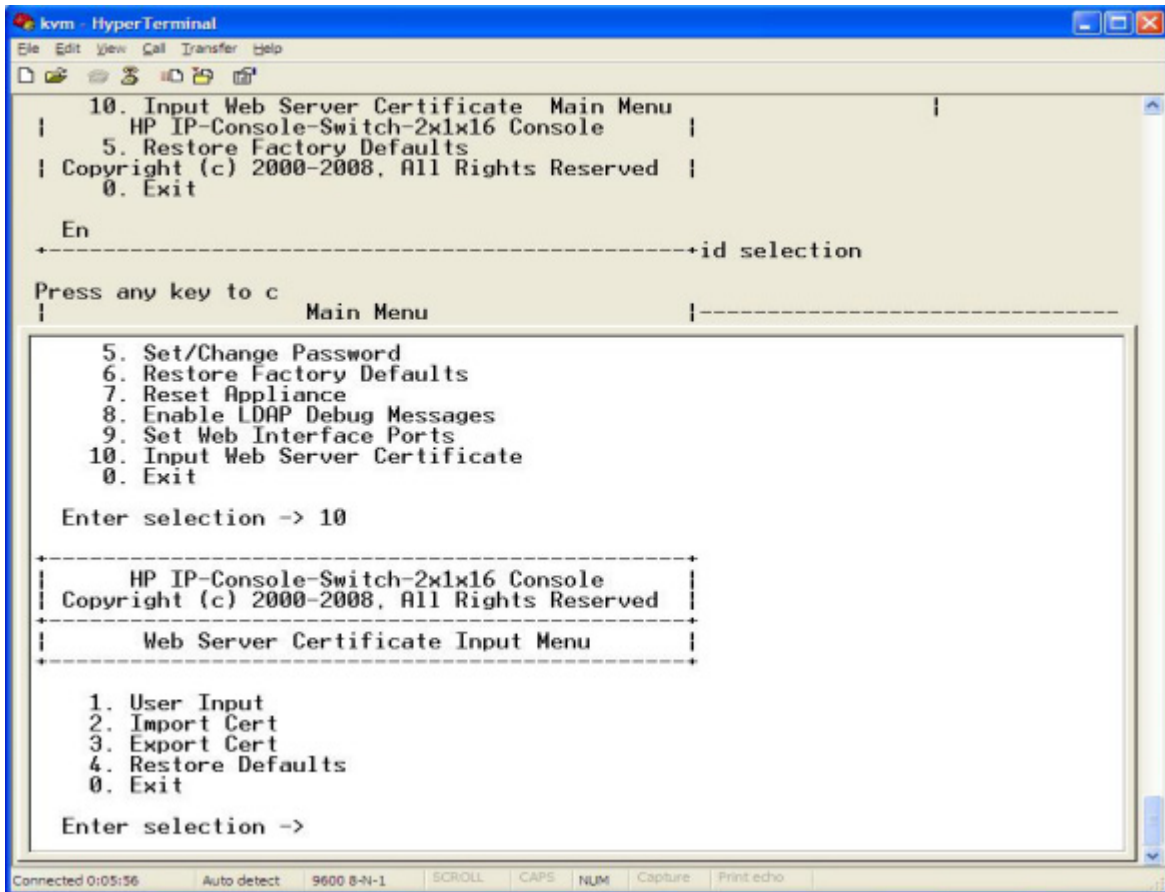 kvm - HyperTerminal
File Edit View Call Transfer Help
10. Input Web Server Certificate Main Menu |
| HP IP-Console-Switch-2x1x16 Console |
5. Restore Factory Defaults
| Copyright (c) 2000-2008, All Rights Reserved |
0. Exit
En
+------------------------------------------------+id selection
Press any key to c
| Main Menu |-------------------------------
5. Set/Change Password
6. Restore Factory Defaults
7. Reset Appliance
8. Enable LDAP Debug Messages
9. Set Web Interface Ports
10. Input Web Server Certificate
0. Exit
Enter selection -> 10
+------------------------------------------------+
| HP IP-Console-Switch-2x1x16 Console |
| Copyright (c) 2000-2008, All Rights Reserved |
+------------------------------------------------+
| Web Server Certificate Input Menu |
+------------------------------------------------+
1. User Input
2. Import Cert
3. Export Cert
4. Restore Defaults
0. Exit
Enter selection ->
Connected 0:05:56 Auto detect 9600 8-N-1 SCROLL CAPS NUM Capture Print echo